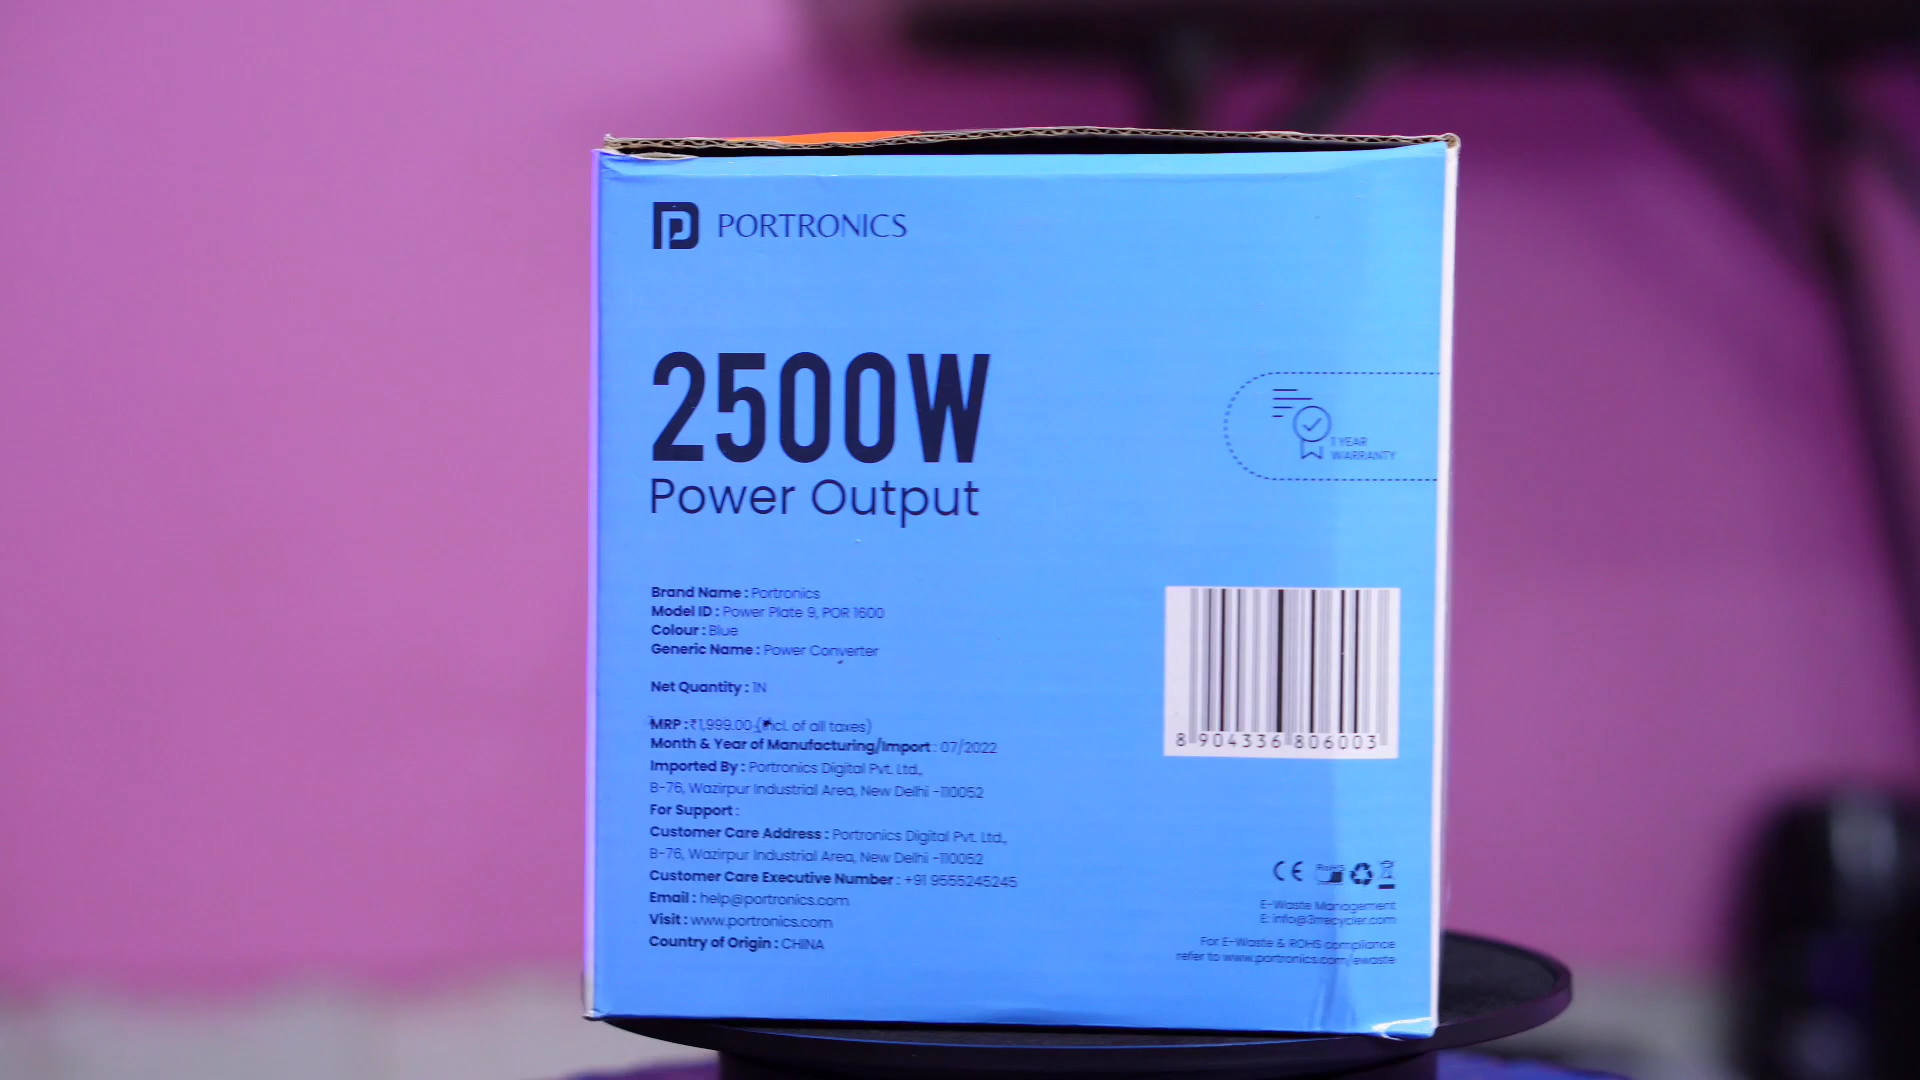 PORTRONICS
2500W
Power Output
1 YEAR
WARRANTY
Brand Name : Portronics
Model ID : Power Plate 9, POR 1600
Colour : Blue
Generic Name : Power Converter
Net Quantity : 1N
MRP : ₹1,999.00 (Incl. of all taxes)
Month & Year of Manufacturing/Import : 07/2022
Imported By : Portronics Digital Pvt. Ltd.,
B-76, Wazirpur Industrial Area, New Delhi -110052
For Support :
Customer Care Address : Portronics Digital Pvt. Ltd.,
B-76, Wazirpur Industrial Area, New Delhi -110052
Customer Care Executive Number : +91 9555245245
Email : help@portronics.com
Visit : www.portronics.com
Country of Origin : CHINA
8 904336 806003
CE RoHS
E-Waste Management
E: info@3recycler.com
For E-Waste & ROHS compliance
refer to www.portronics.com/ewaste